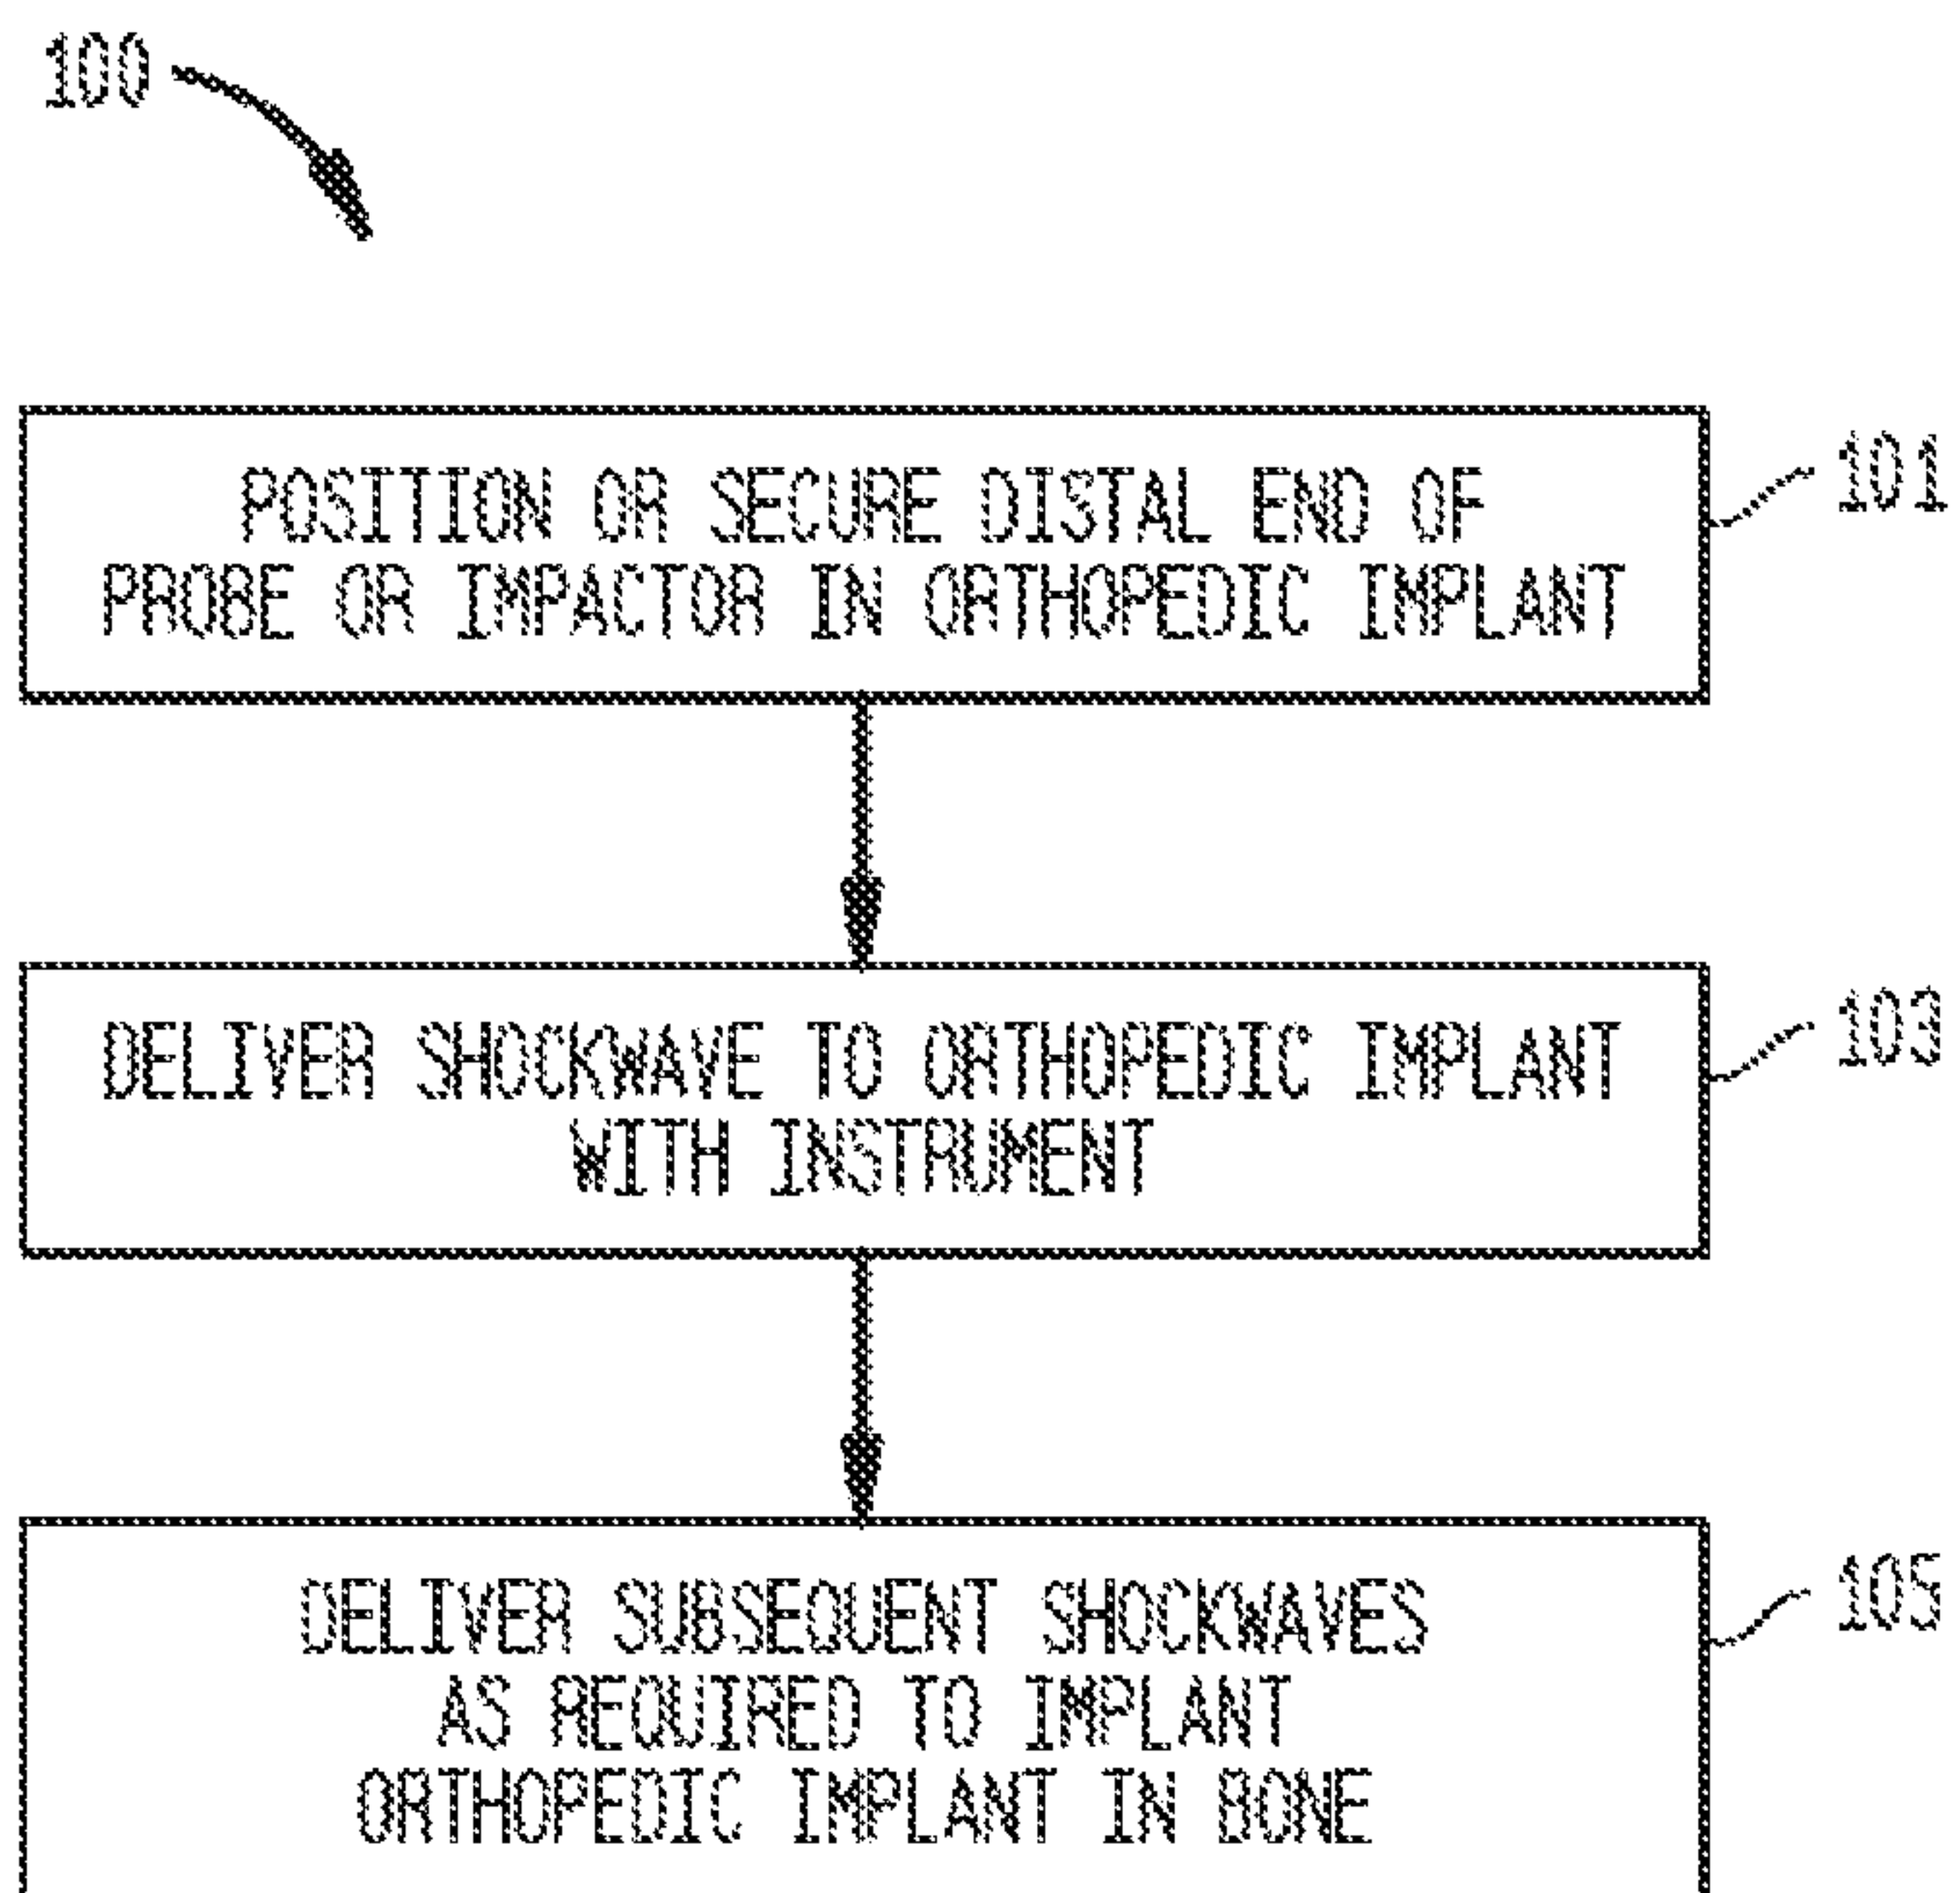 100
POSITION OR SECURE DISTAL END OF
PROBE OR IMPACTOR IN ORTHOPEDIC IMPLANT
101
DELIVER SHOCKWAVE TO ORTHOPEDIC IMPLANT
WITH INSTRUMENT
103
DELIVER SUBSEQUENT SHOCKWAVES
AS REQUIRED TO IMPLANT
ORTHOPEDIC IMPLANT IN BONE
105